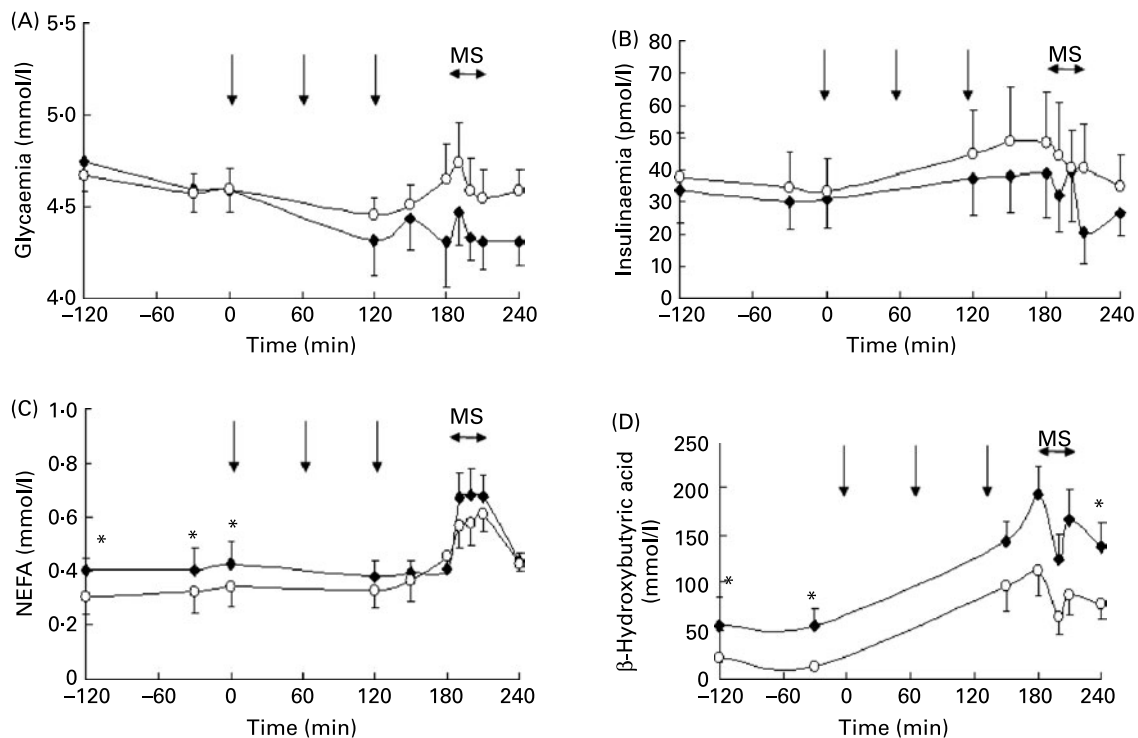 (A)
5·5
5·0
4·5
4·0
Glycaemia (mmol/l)
MS
–120 –60 0 60 120 180 240
Time (min)
(B)
80
70
60
50
40
30
20
10
0
Insulinaemia (pmol/l)
MS
–120 –60 0 60 120 180 240
Time (min)
(C)
1·0
0·8
0·6
0·4
0·2
0
NEFA (mmol/l)
MS
* * *
–120 –60 0 60 120 180 240
Time (min)
(D)
250
200
150
100
50
0
β-Hydroxybutyric acid
(mmol/l)
MS
* * *
–120 –60 0 60 120 180 240
Time (min)